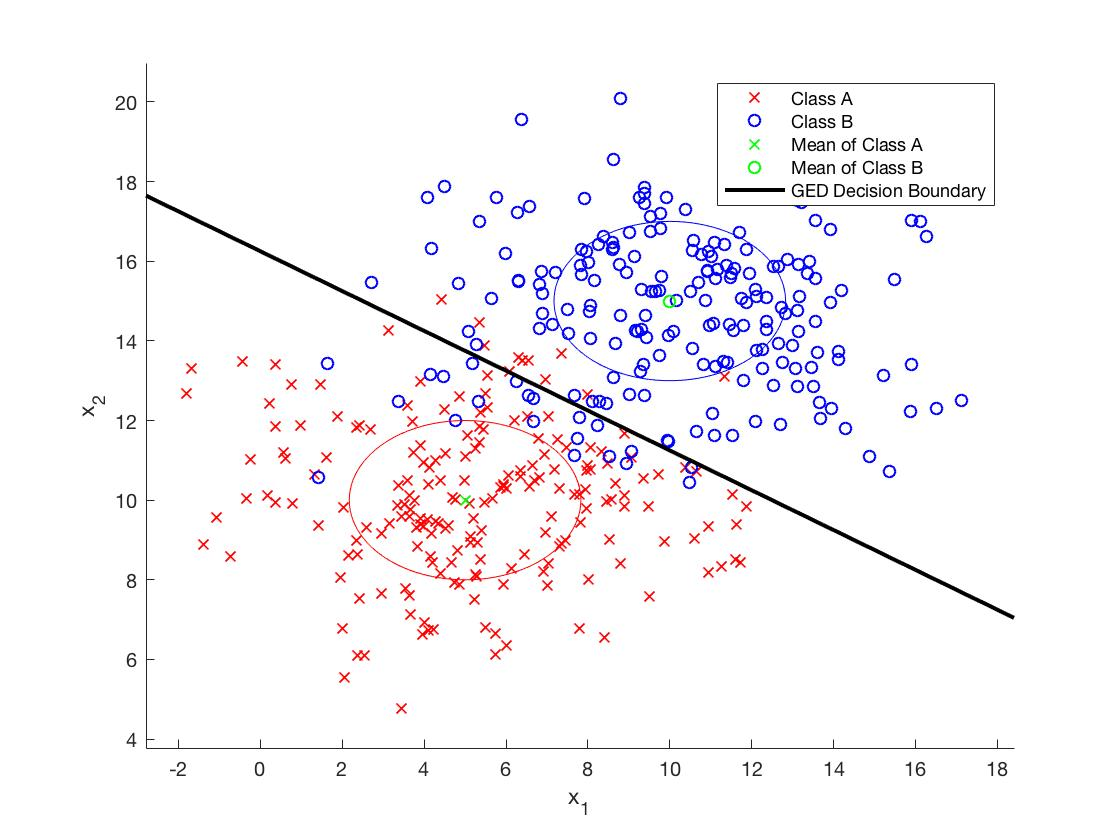 Class A
Class B
Mean of Class A
Mean of Class B
GED Decision Boundary
20
18
16
14
12
10
8
6
4
x2
-2 0 2 4 6 8 10 12 14 16 18
x1